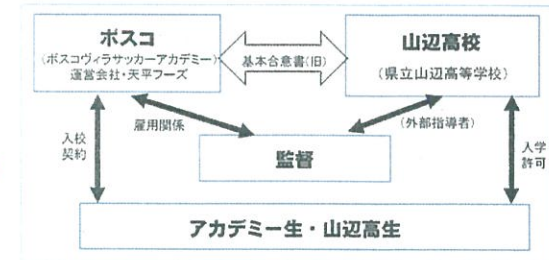 ボスコ
(ボスコヴィラサッカーアカデミー)
運営会社・天平フーズ
基本合意書(旧)
山辺高校
(県立山辺高等学校)
入校
契約
雇用関係
(外部指導者)
入学
許可
監督
アカデミー生・山辺高生